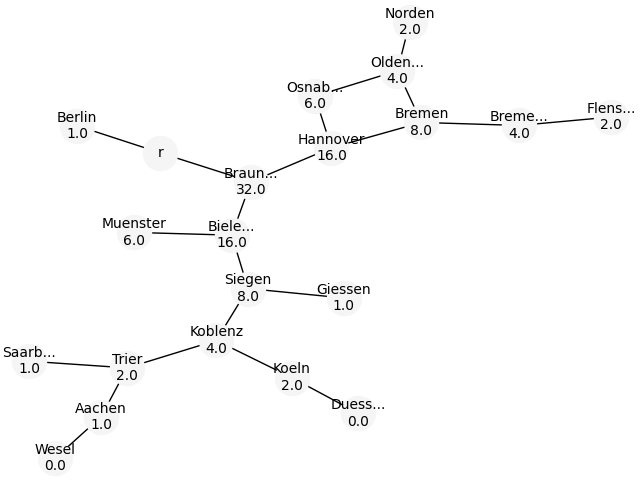 Norden
2.0
Olden...
4.0
Osnab...
6.0
Flens...
2.0
Berlin
1.0
Bremen
8.0
Breme...
4.0
Hannover
16.0
r
Braun...
32.0
Muenster
6.0
Biele...
16.0
Siegen
8.0
Giessen
1.0
Koblenz
4.0
Saarb...
1.0
Trier
2.0
Koeln
2.0
Duess...
0.0
Aachen
1.0
Wesel
0.0